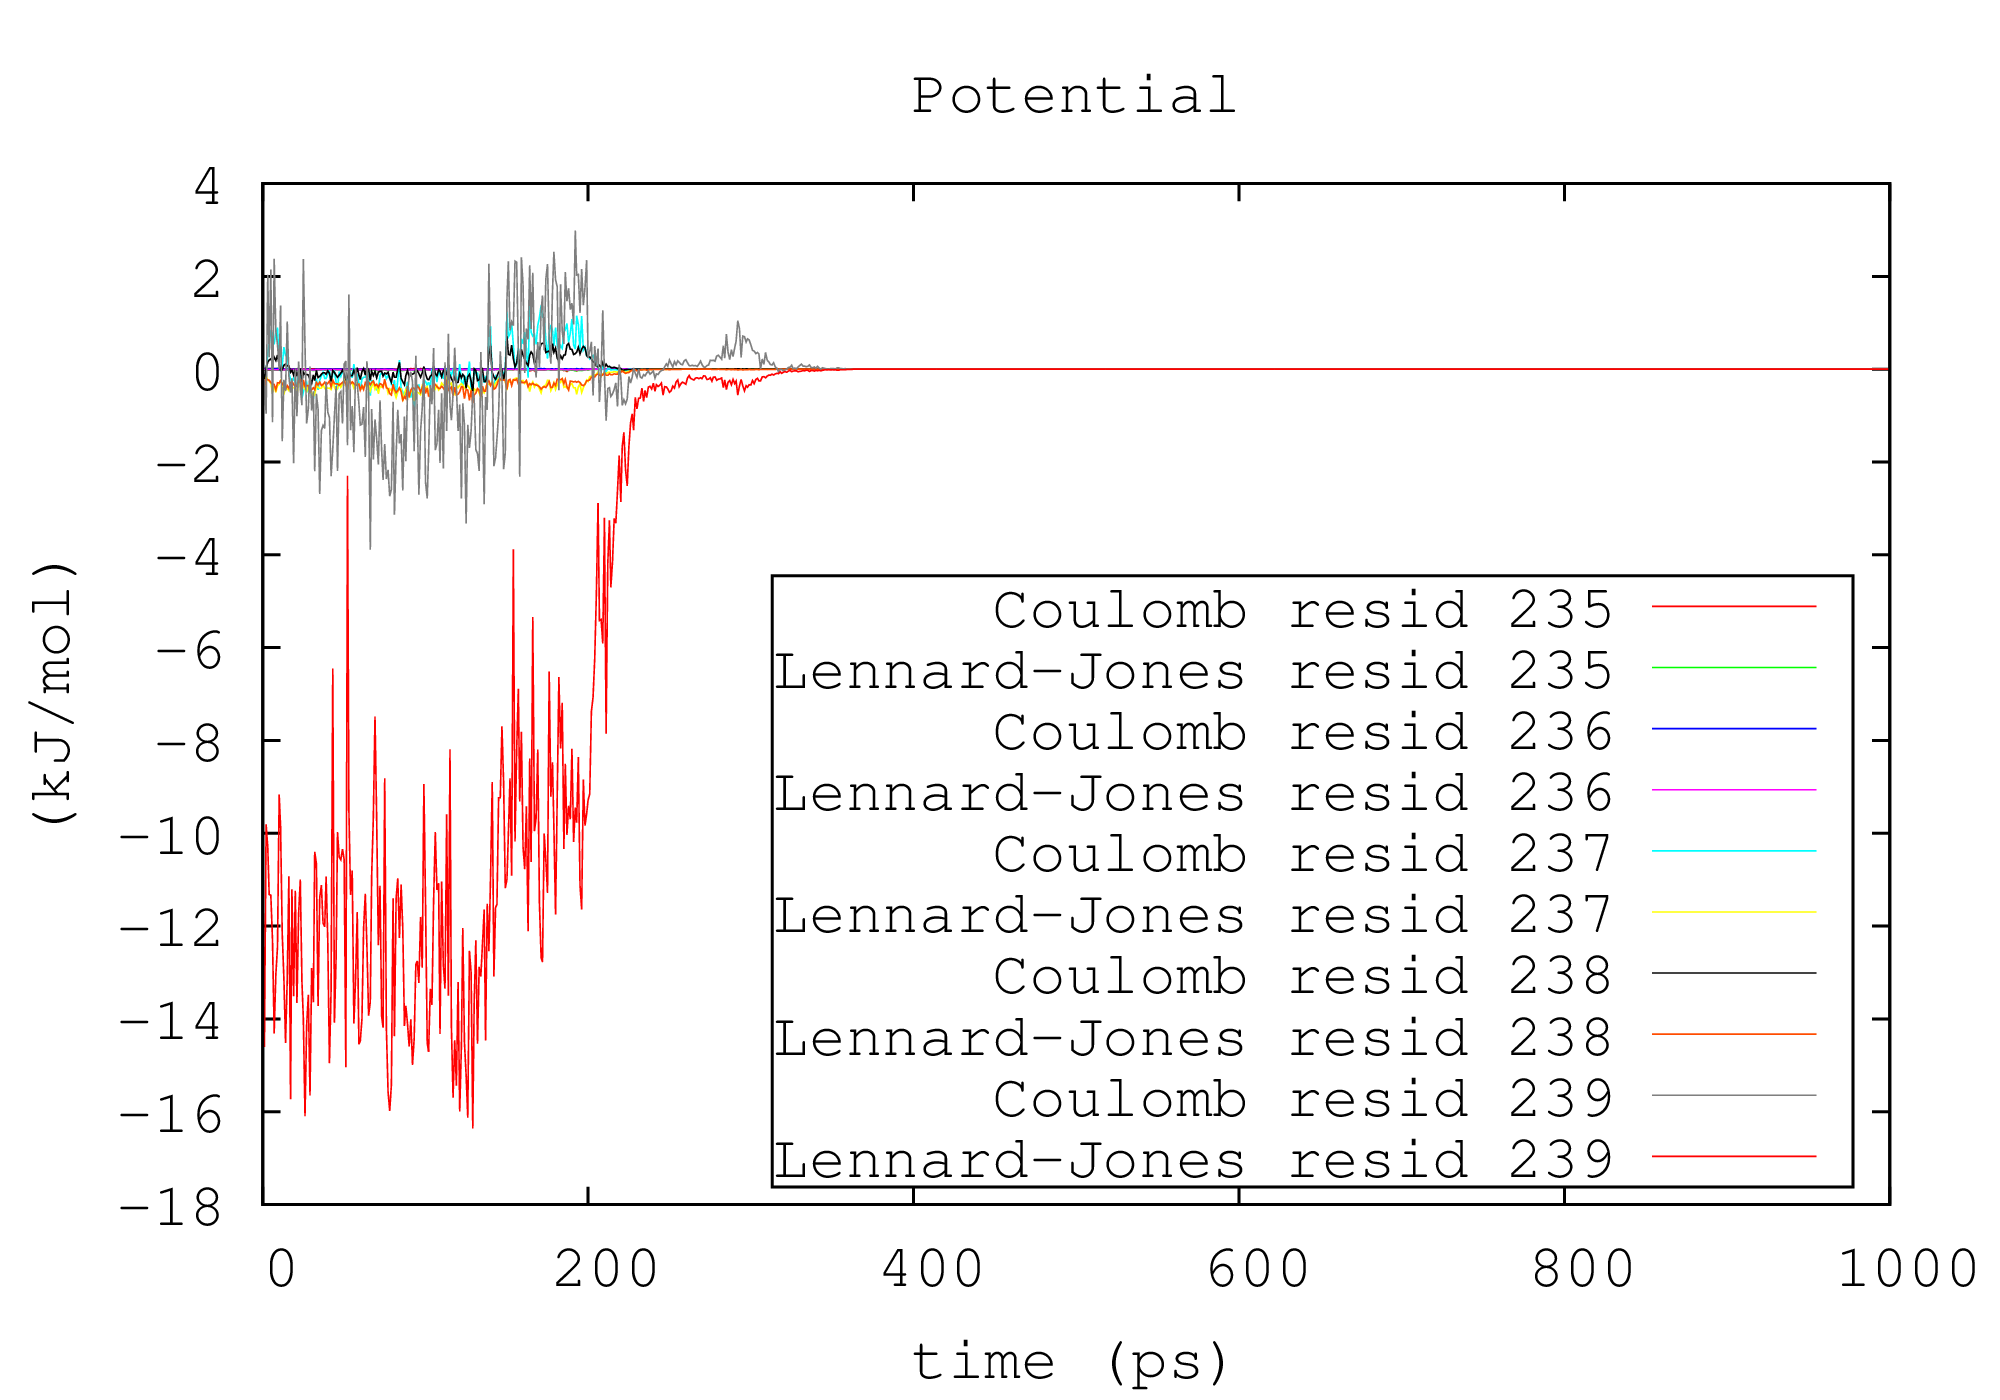 Potential
4
2
0
−2
−4
−6
−8
−10
−12
−14
−16
−18
(kJ/mol)
Coulomb resid 235
Lennard−Jones resid 235
Coulomb resid 236
Lennard−Jones resid 236
Coulomb resid 237
Lennard−Jones resid 237
Coulomb resid 238
Lennard−Jones resid 238
Coulomb resid 239
Lennard−Jones resid 239
0 200 400 600 800 1000
time (ps)